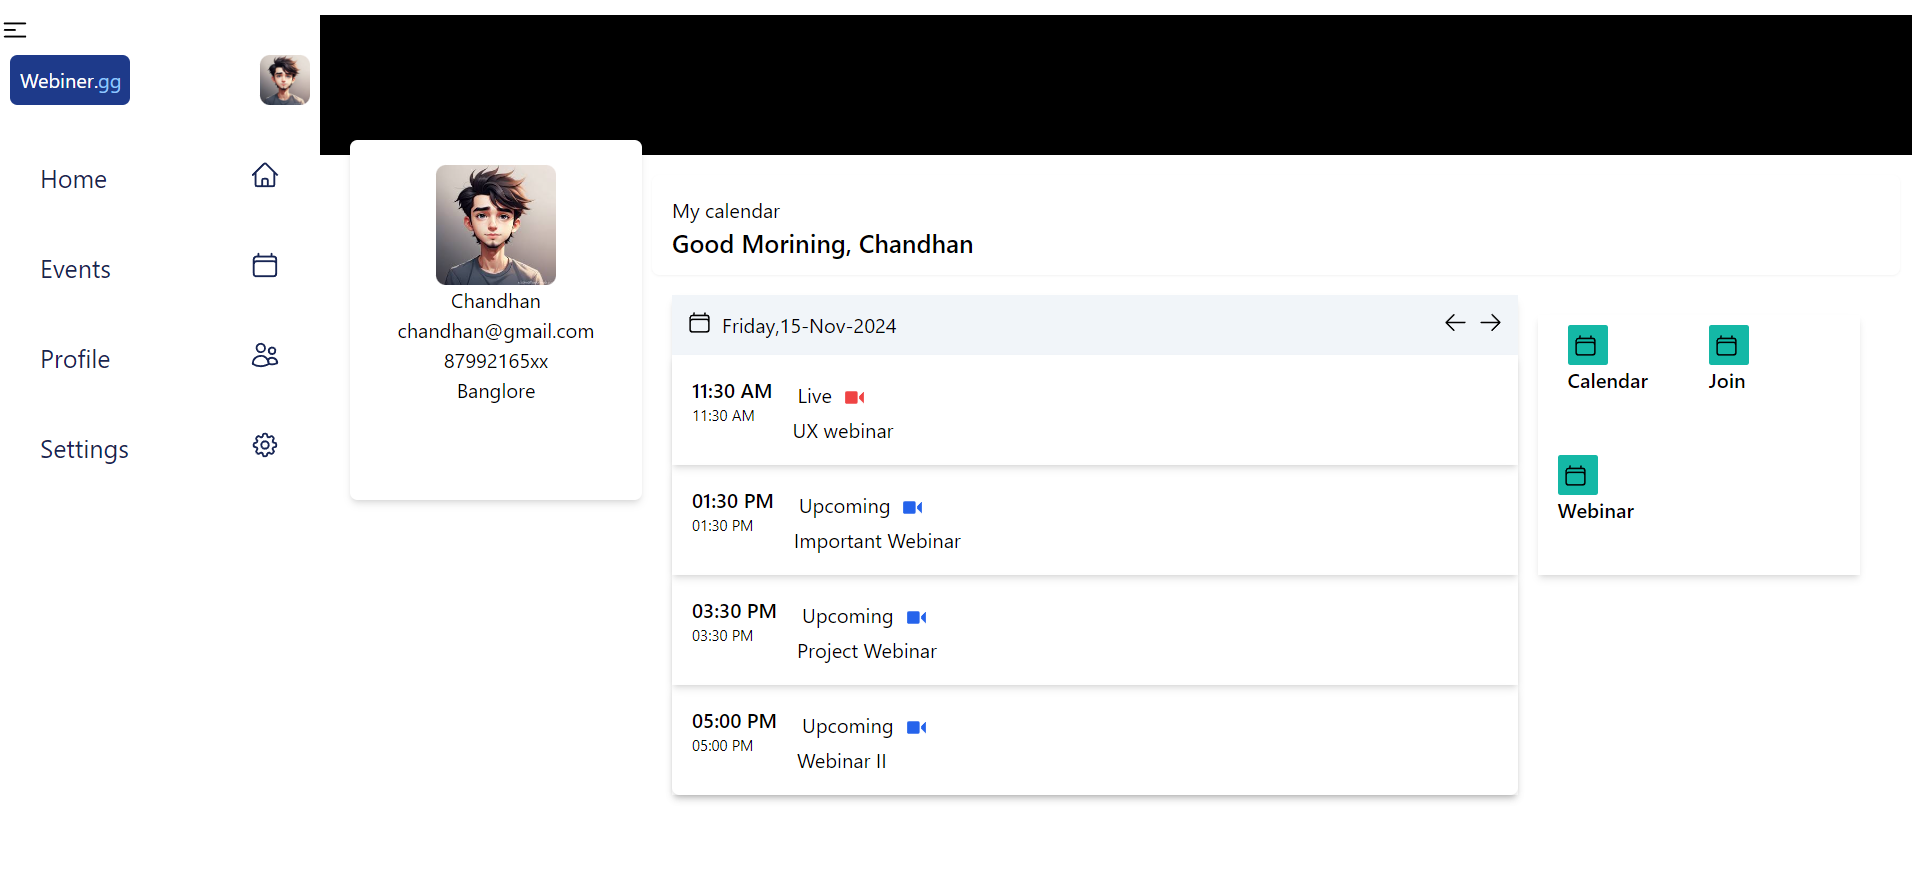 Webiner.gg
Home
Events
Profile
Settings
Chandhan
chandhan@gmail.com
87992165xx
Banglore
My calendar
Good Morining, Chandhan
Friday,15-Nov-2024
11:30 AM
11:30 AM
Live
UX webinar
01:30 PM
01:30 PM
Upcoming
Important Webinar
03:30 PM
03:30 PM
Upcoming
Project Webinar
05:00 PM
05:00 PM
Upcoming
Webinar II
Calendar
Join
Webinar